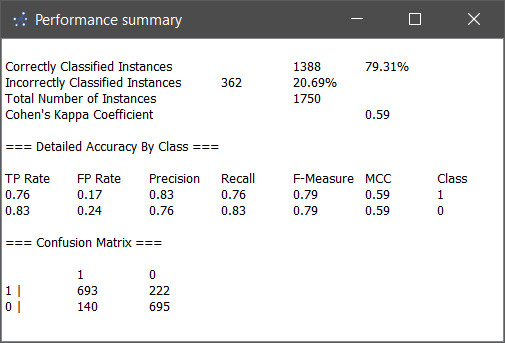 Performance summary
Correctly Classified Instances 1388 79.31%
Incorrectly Classified Instances 362 20.69%
Total Number of Instances 1750
Cohen's Kappa Coefficient 0.59
=== Detailed Accuracy By Class ===
TP Rate FP Rate Precision Recall F-Measure MCC Class
0.76 0.17 0.83 0.76 0.79 0.59 1
0.83 0.24 0.76 0.83 0.79 0.59 0
=== Confusion Matrix ===
1 0
1 | 693 222
0 | 140 695